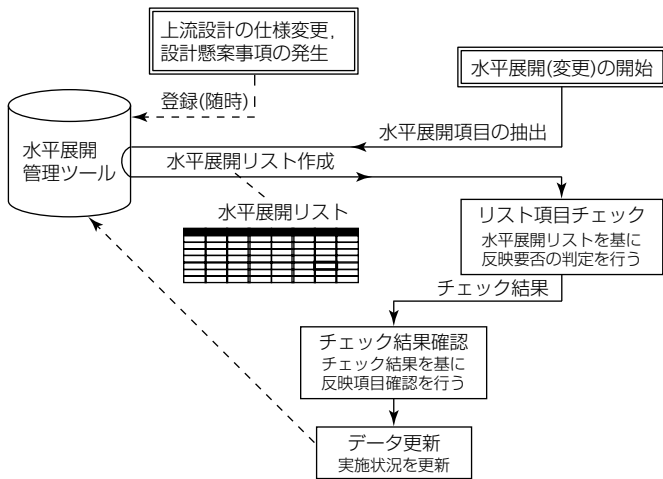 上流設計の仕様変更,
設計懸案事項の発生
水平展開(変更)の開始
登録(随時)
水平展開項目の抽出
水平展開
管理ツール
水平展開リスト作成
水平展開リスト
リスト項目チェック
水平展開リストを基に
反映要否の判定を行う
チェック結果
チェック結果確認
チェック結果を基に
反映項目確認を行う
データ更新
実施状況を更新